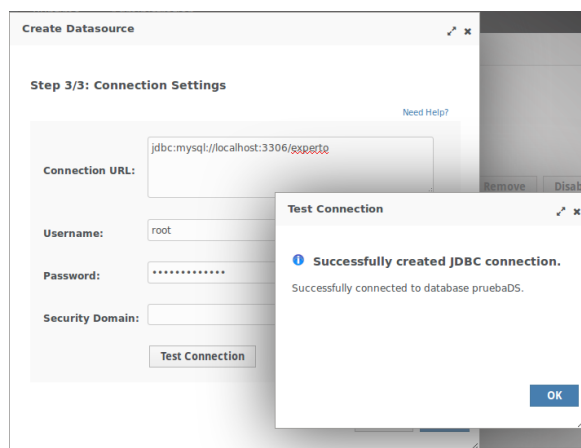 Create Datasource
Step 3/3: Connection Settings
Need Help?
Connection URL:
jdbc:mysql://localhost:3306/experto
Username:
root
Password:
•••••••••••••
Security Domain:
Test Connection
Remove
Disab
Test Connection
Successfully created JDBC connection.
Successfully connected to database pruebaDS.
OK